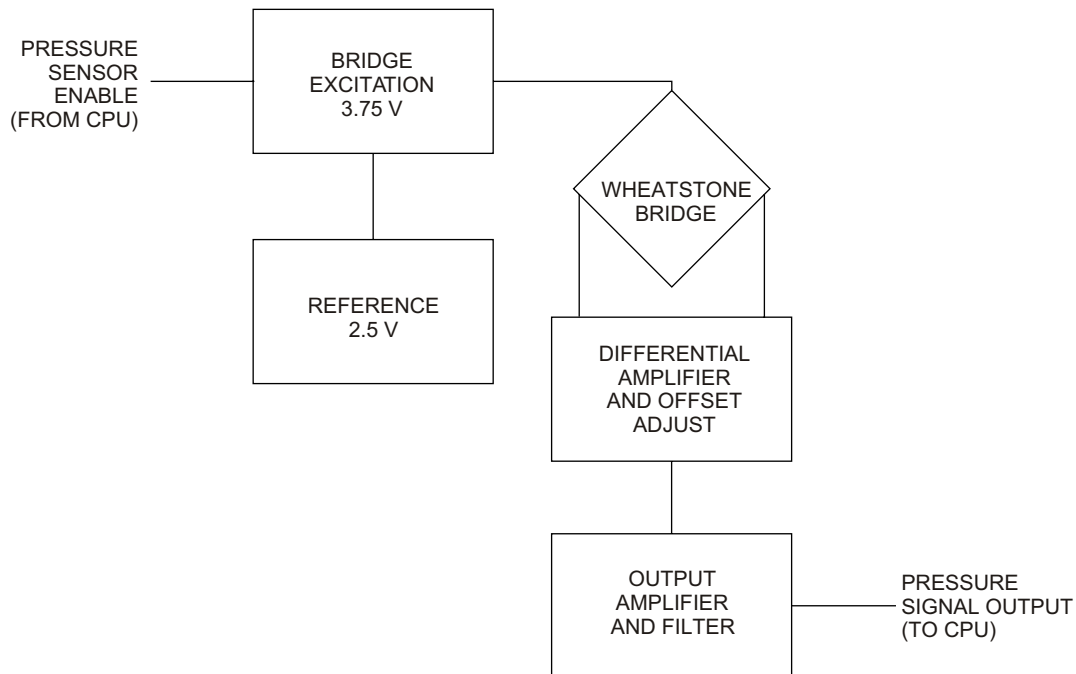 PRESSURE
SENSOR
ENABLE
(FROM CPU)
BRIDGE
EXCITATION
3.75 V
WHEATSTONE
BRIDGE
REFERENCE
2.5 V
DIFFERENTIAL
AMPLIFIER
AND OFFSET
ADJUST
OUTPUT
AMPLIFIER
AND FILTER
PRESSURE
SIGNAL OUTPUT
(TO CPU)